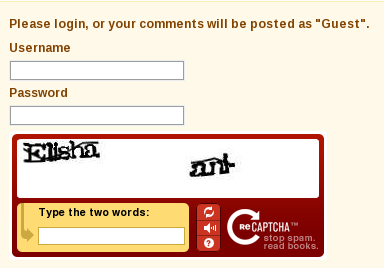 Please login, or your comments will be posted as "Guest".
Username
Password
Elisha ant
Type the two words:
reCAPTCHA™
stop spam.
read books.